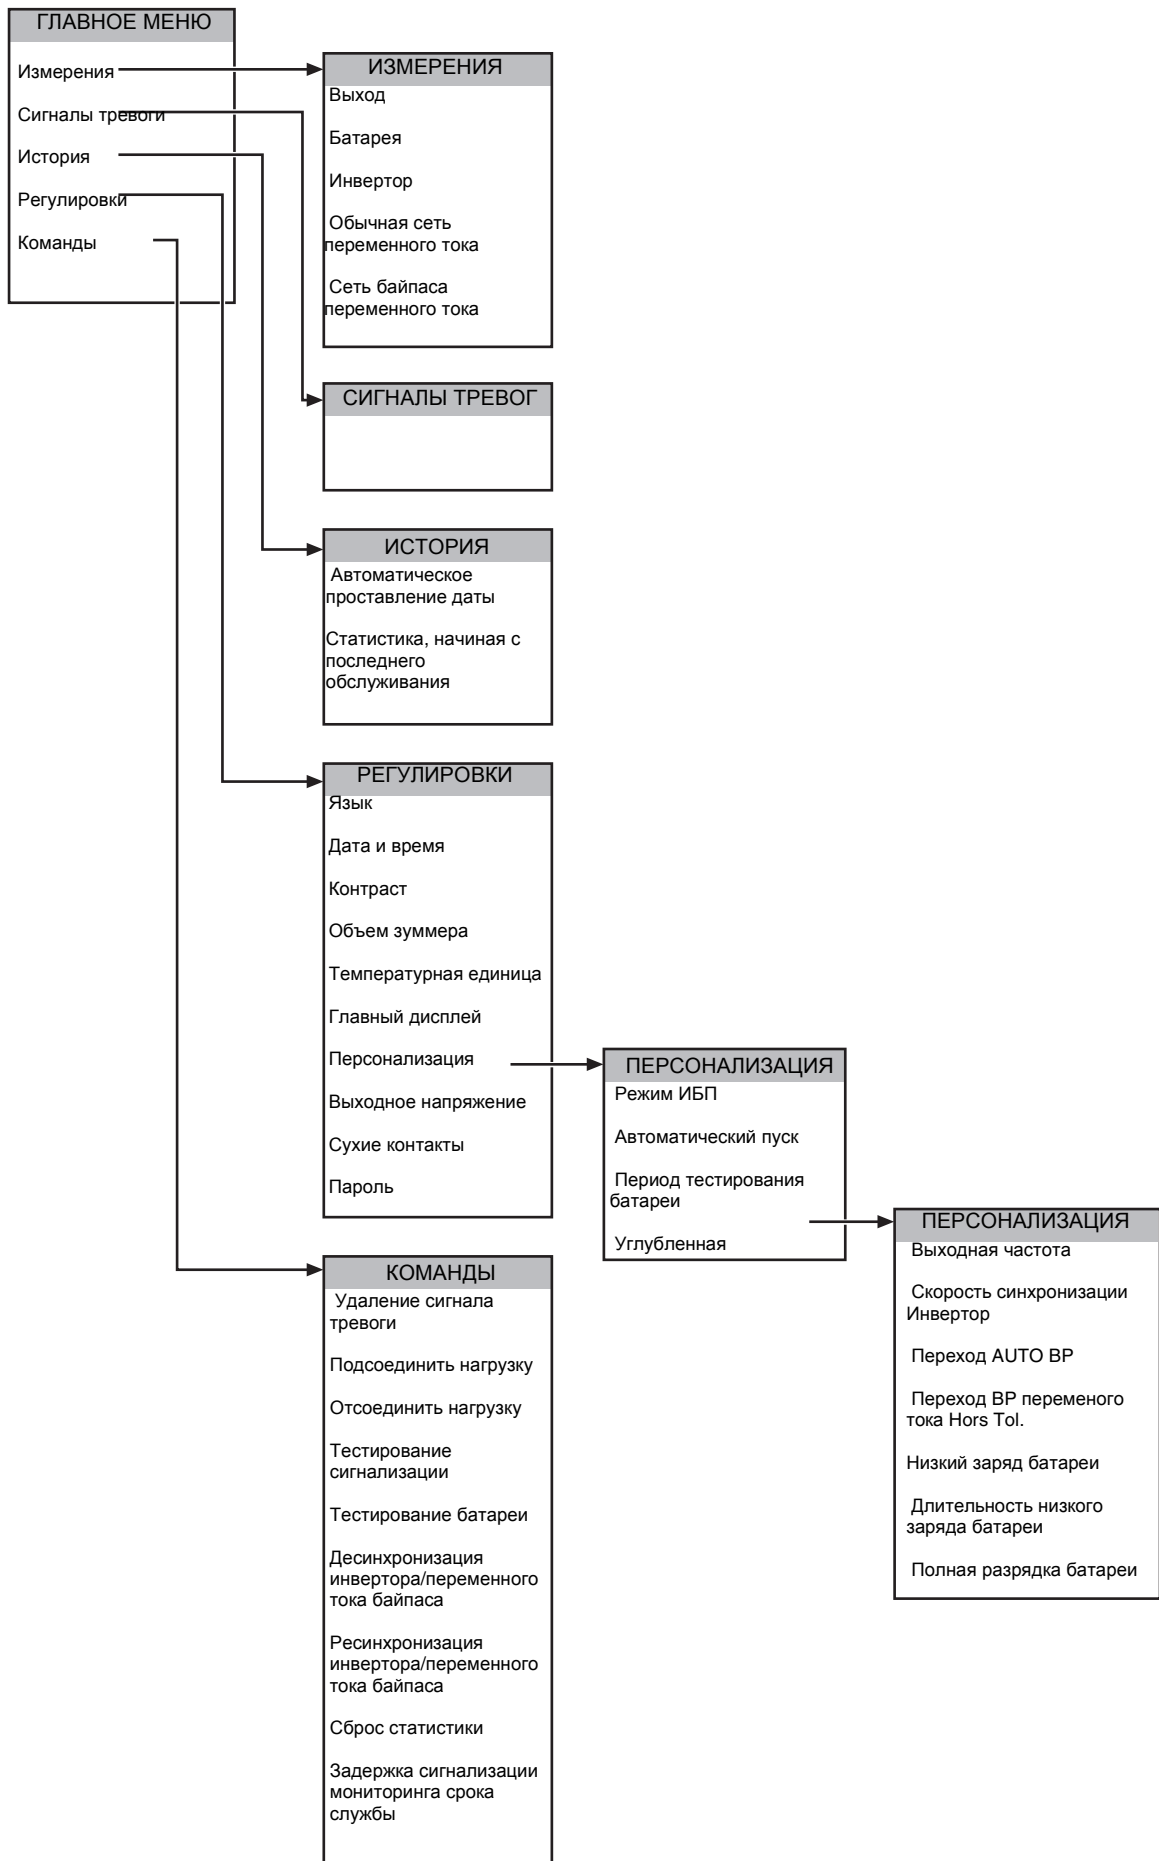 ГЛАВНОЕ МЕНЮ
Измерения
Сигналы тревоги
История
Регулировки
Команды
ИЗМЕРЕНИЯ
Выход
Батарея
Инвертор
Обычная сеть
переменного тока
Сеть байпаса
переменного тока
СИГНАЛЫ ТРЕВОГ
ИСТОРИЯ
Автоматическое
проставление даты
Статистика, начиная с
последнего
обслуживания
РЕГУЛИРОВКИ
Язык
Дата и время
Контраст
Объем зуммера
Температурная единица
Главный дисплей
Персонализация
Выходное напряжение
Сухие контакты
Пароль
ПЕРСОНАЛИЗАЦИЯ
Режим ИБП
Автоматический пуск
Период тестирования
батареи
Углубленная
ПЕРСОНАЛИЗАЦИЯ
Выходная частота
Скорость синхронизации
Инвертор
Переход AUTO BP
Переход BP переменого
тока Hors Tol.
Низкий заряд батареи
Длительность низкого
заряда батареи
Полная разрядка батареи
КОМАНДЫ
Удаление сигнала
тревоги
Подсоединить нагрузку
Отсоединить нагрузку
Тестирование
сигнализации
Тестирование батареи
Десинхронизация
инвертора/переменного
тока байпаса
Ресинхронизация
инвертора/переменного
тока байпаса
Сброс статистики
Задержка сигнализации
мониторинга срока
службы